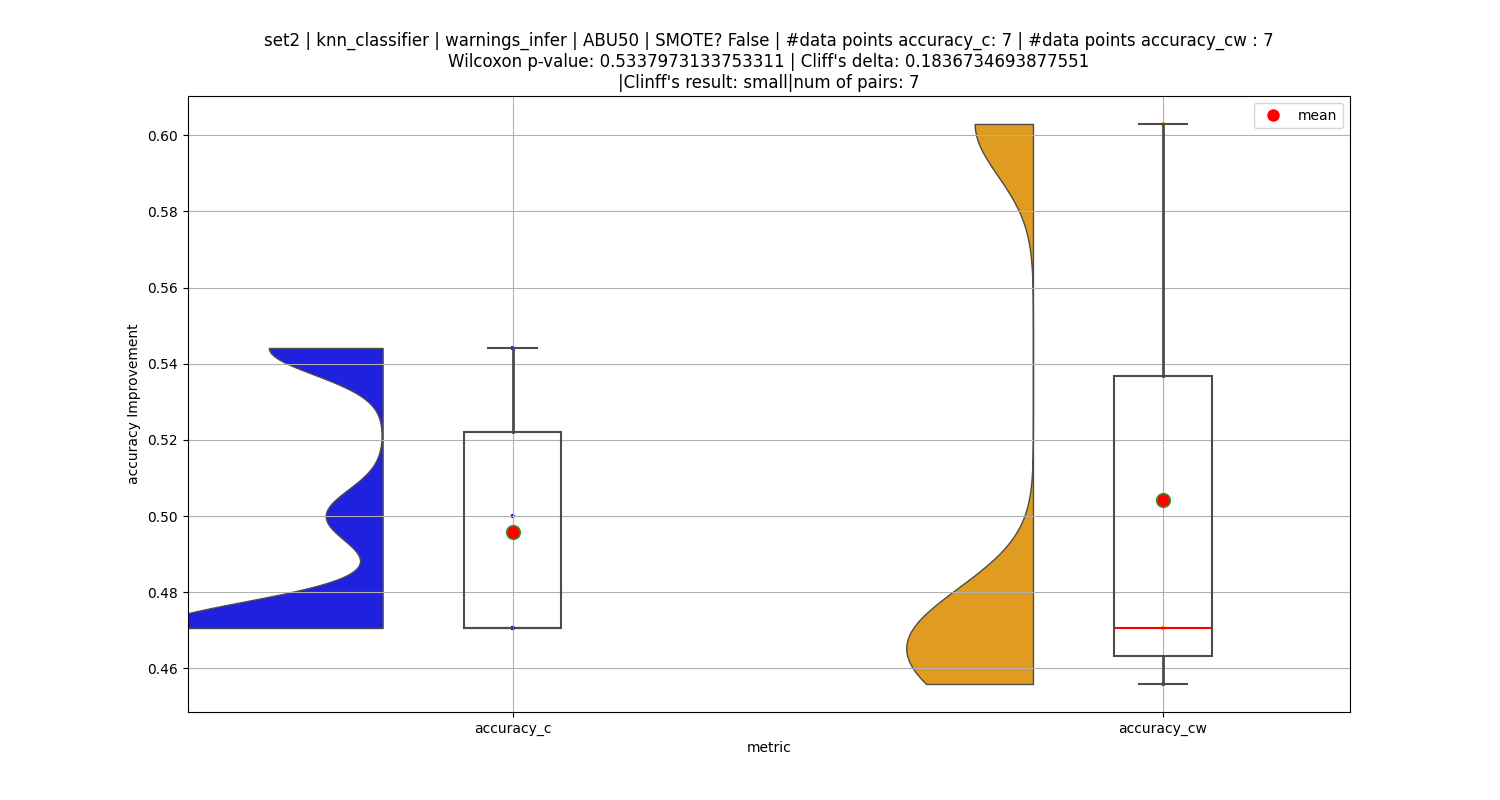 set2 | knn_classifier | warnings_infer | ABU50 | SMOTE? False | #data points accuracy_c: 7 | #data points accuracy_cw : 7
Wilcoxon p-value: 0.5337973133753311 | Cliff's delta: 0.1836734693877551
|Clinff's result: small|num of pairs: 7
mean
0.60
0.58
0.56
0.54
0.52
0.50
0.48
0.46
accuracy Improvement
accuracy_c
accuracy_cw
metric